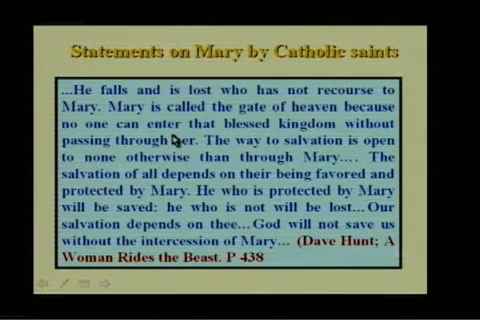 Statements on Mary by Catholic saints
...He falls and is lost who has not recourse to
Mary. Mary is called the gate of heaven because
no one can enter that blessed kingdom without
passing through her. The way to salvation is open
to none otherwise than through Mary.... The
salvation of all depends on their being favored and
protected by Mary. He who is protected by Mary
will be saved: he who is not will be lost...Our
salvation depends on thee...God will not save us
without the intercession of Mary... (Dave Hunt; A
Woman Rides the Beast. P 438